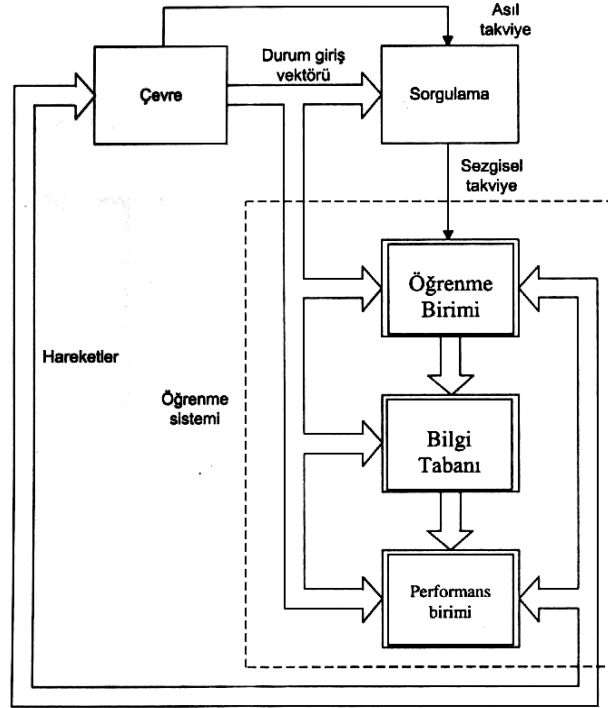 Asıl
takviye
Durum giriş
vektörü
Çevre
Sorgulama
Sezgisel
takviye
Öğrenme
Birimi
Hareketler
Öğrenme
sistemi
Bilgi
Tabanı
Performans
birimi